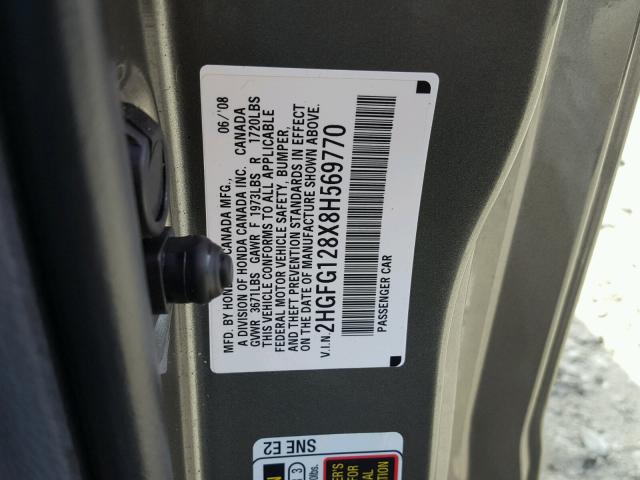 MFD. BY HONDA CANADA MFG., 06/'08
A DIVISION OF HONDA CANADA INC. CANADA
GVWR 3671LBS GAWR F 1973LBS R 1720LBS
THIS VEHICLE CONFORMS TO ALL APPLICABLE
FEDERAL MOTOR VEHICLE SAFETY, BUMPER,
AND THEFT PREVENTION STANDARDS IN EFFECT
ON THE DATE OF MANUFACTURE SHOWN ABOVE.
V.I.N. 2HGFG128X8H569770
PASSENGER CAR
SNE E2
3